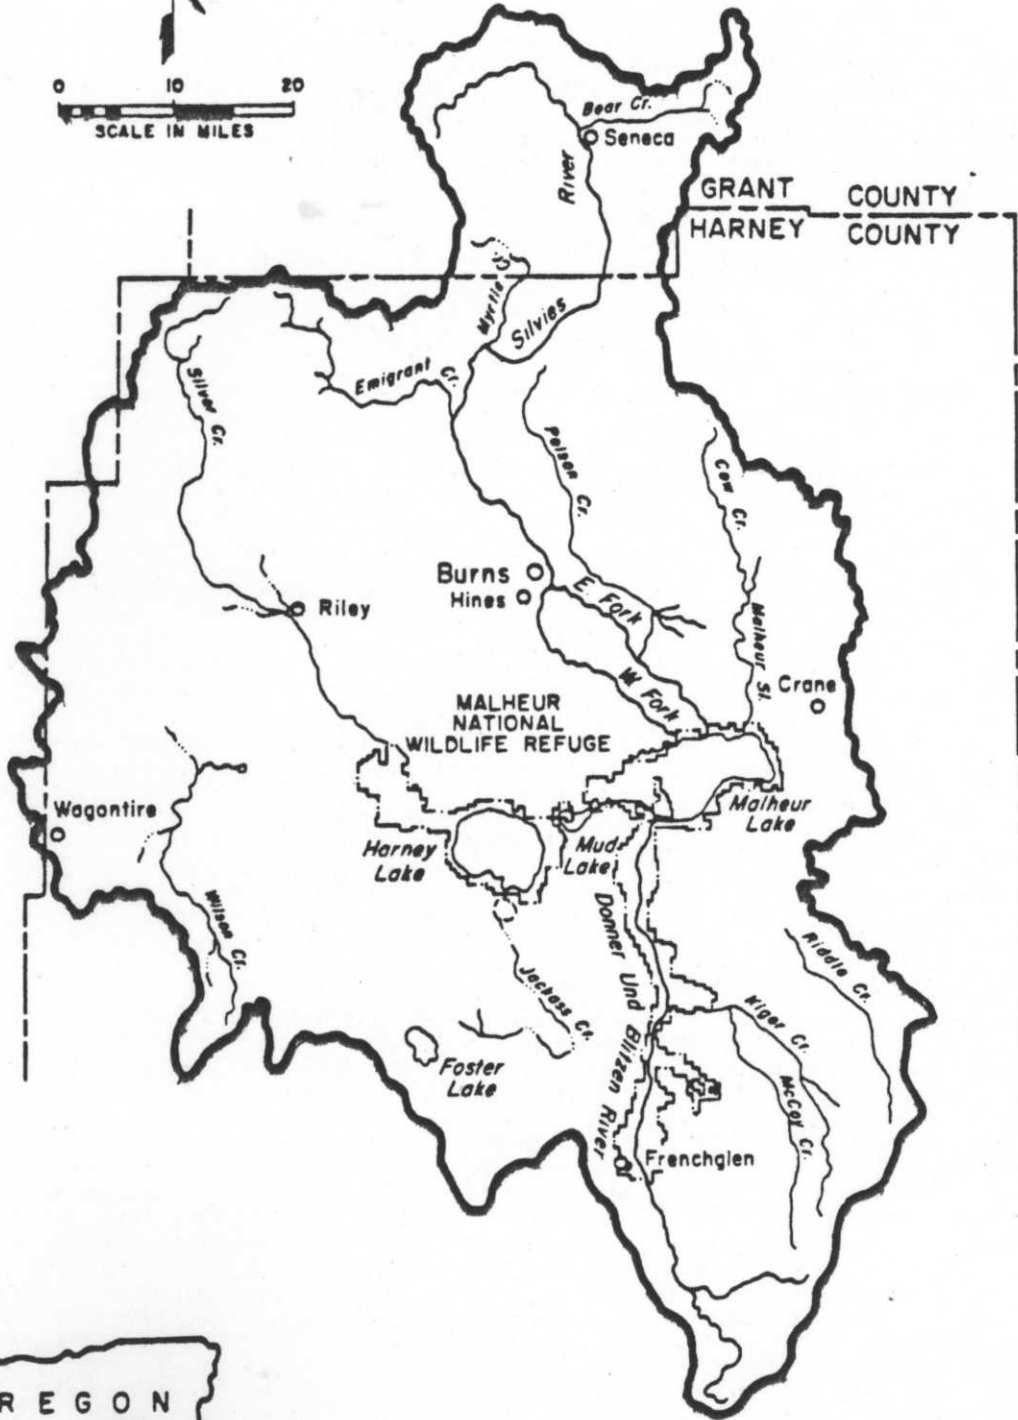 0 10 20
SCALE IN MILES
Bear Cr.
Seneca
River
GRANT COUNTY
HARNEY COUNTY
Myrtle Cr.
Silvies
Emigrant Cr.
Silver Cr.
Poison Cr.
Cow Cr.
Burns
Hines
E. Fork
Riley
Malheur Sl.
W. Fork
Crane
MALHEUR
NATIONAL
WILDLIFE REFUGE
Wagontire
Malheur
Lake
Harney
Lake
Mud
Lake
Wilson Cr.
Donner Und Blitzen River
Riddle Cr.
Jackass Cr.
Kiger Cr.
Foster
Lake
McCoy Cr.
Frenchglen
REGON